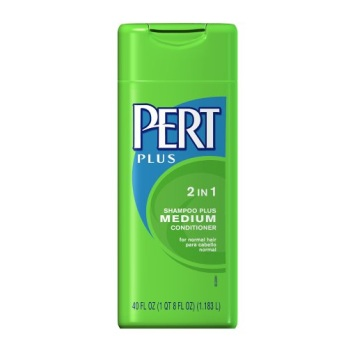 PERT
PLUS
2 IN 1
SHAMPOO PLUS
MEDIUM
CONDITIONER
for normal hair
para cabello
normal
40 FL OZ (1 QT 8 FL OZ) (1.183 L)